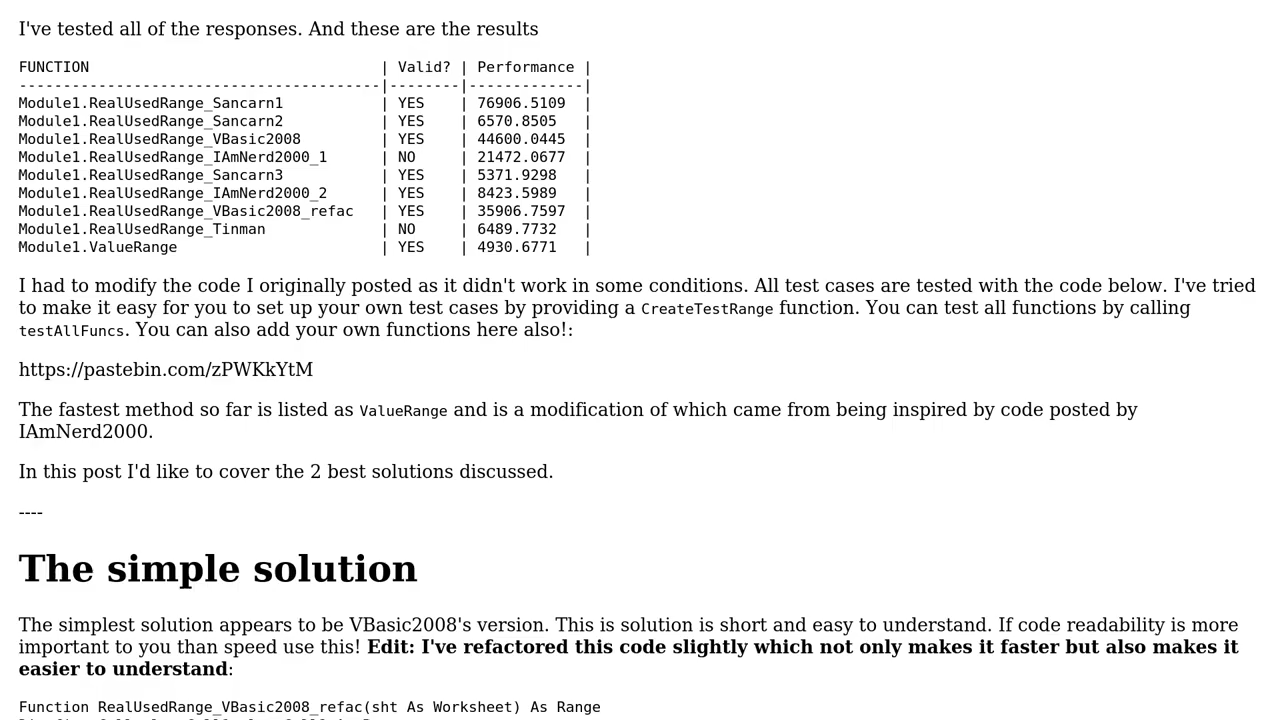 I've tested all of the responses. And these are the results
FUNCTION | Valid? | Performance |
-----------------------------------------|--------|-------------|
Module1.RealUsedRange_Sancarn1 | YES | 76906.5109 |
Module1.RealUsedRange_Sancarn2 | YES | 6570.8505 |
Module1.RealUsedRange_VBasic2008 | YES | 44600.0445 |
Module1.RealUsedRange_IAmNerd2000_1 | NO | 21472.0677 |
Module1.RealUsedRange_Sancarn3 | YES | 5371.9298 |
Module1.RealUsedRange_IAmNerd2000_2 | YES | 8423.5989 |
Module1.RealUsedRange_VBasic2008_refac | YES | 35906.7597 |
Module1.RealUsedRange_Tinman | NO | 6489.7732 |
Module1.ValueRange | YES | 4930.6771 |
I had to modify the code I originally posted as it didn't work in some conditions. All test cases are tested with the code below. I've tried
to make it easy for you to set up your own test cases by providing a CreateTestRange function. You can test all functions by calling
testAllFuncs. You can also add your own functions here also!:
https://pastebin.com/zPWKkYtM
The fastest method so far is listed as ValueRange and is a modification of which came from being inspired by code posted by
IAmNerd2000.
In this post I'd like to cover the 2 best solutions discussed.
----
The simple solution
The simplest solution appears to be VBasic2008's version. This is solution is short and easy to understand. If code readability is more
important to you than speed use this! Edit: I've refactored this code slightly which not only makes it faster but also makes it
easier to understand:
Function RealUsedRange_VBasic2008_refac(sht As Worksheet) As Range